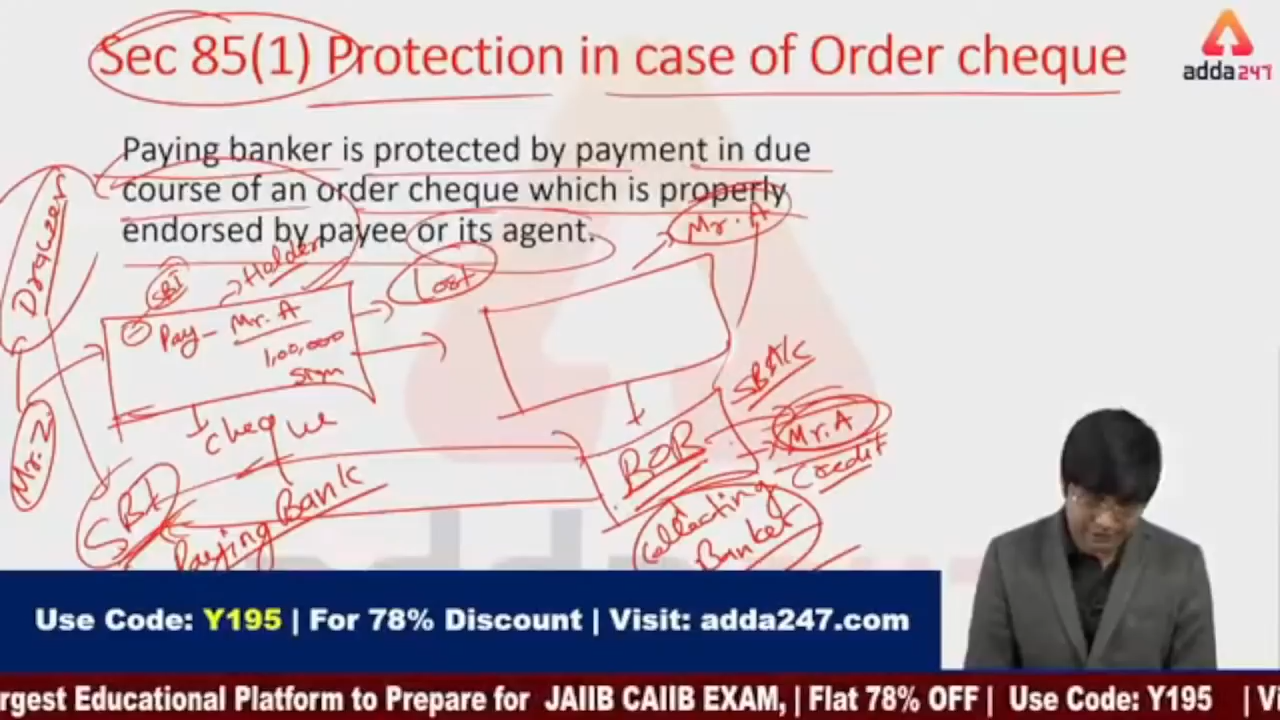 Sec 85(1) Protection in case of Order cheque
adda247
Paying banker is protected by payment in due
course of an order cheque which is properly
endorsed by payee or its agent.
Mr. A
Drawer
SBI
Holder
Lost
Pay - Mr. A
1,00,000
Sign
Cheque
Mr. Z
SBI
Paying Bank
BOB
SB A/c
Mr. A
Credit
Collecting
Banker
Use Code: Y195 | For 78% Discount | Visit: adda247.com
rgest Educational Platform to Prepare for JAIIB CAIIB EXAM, | Flat 78% OFF | Use Code: Y195 | Vi